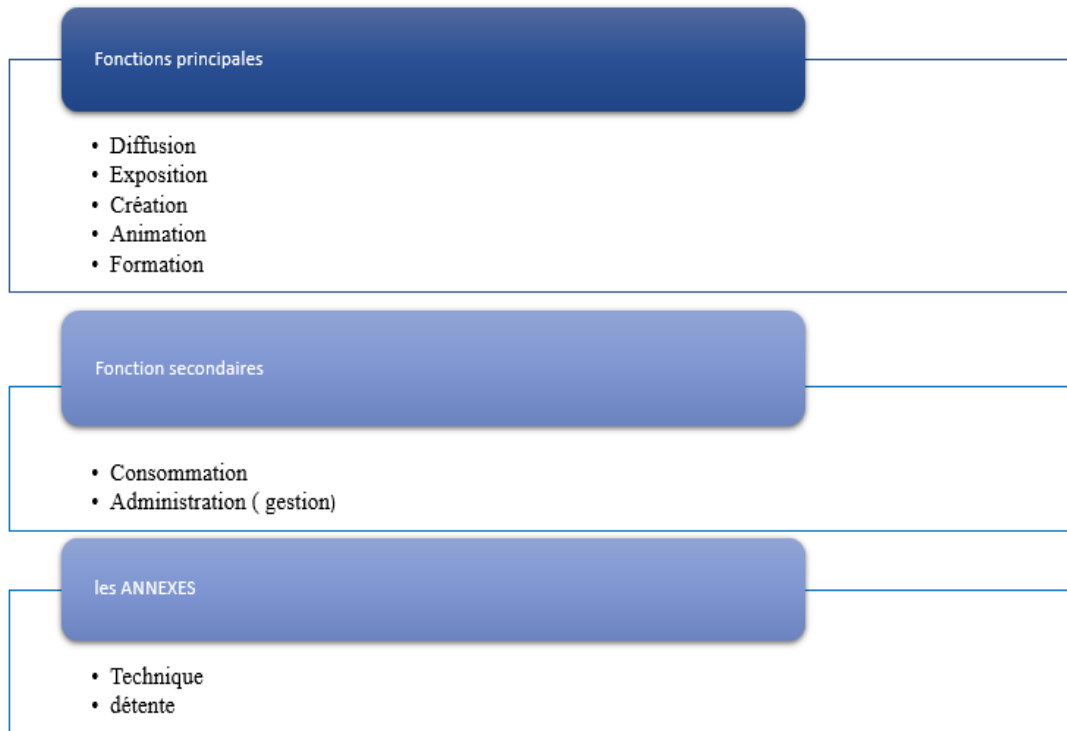 Fonctions principales
• Diffusion
• Exposition
• Création
• Animation
• Formation
Fonction secondaires
• Consommation
• Administration ( gestion)
les ANNEXES
• Technique
• détente